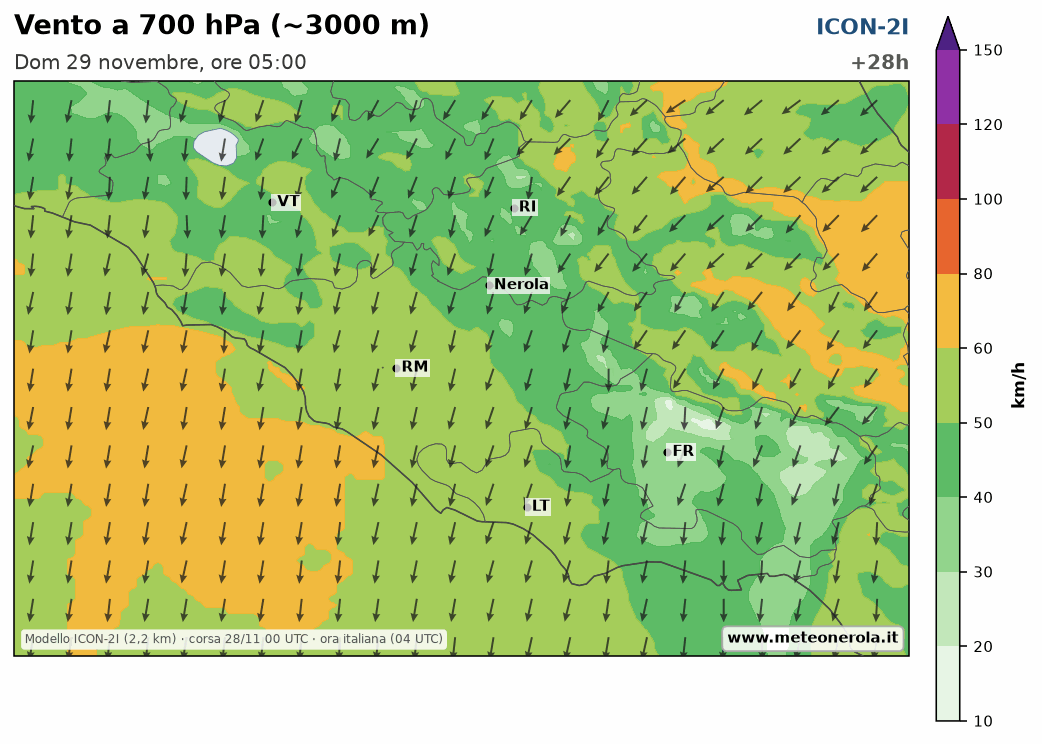 Vento a 700 hPa (~3000 m)
ICON-2I
Dom 29 novembre, ore 05:00
+28h
VT
RI
Nerola
RM
FR
LT
150
120
100
80
60
50
40
30
20
10
km/h
Modello ICON-2I (2,2 km) · corsa 28/11 00 UTC · ora italiana (04 UTC)
www.meteonerola.it